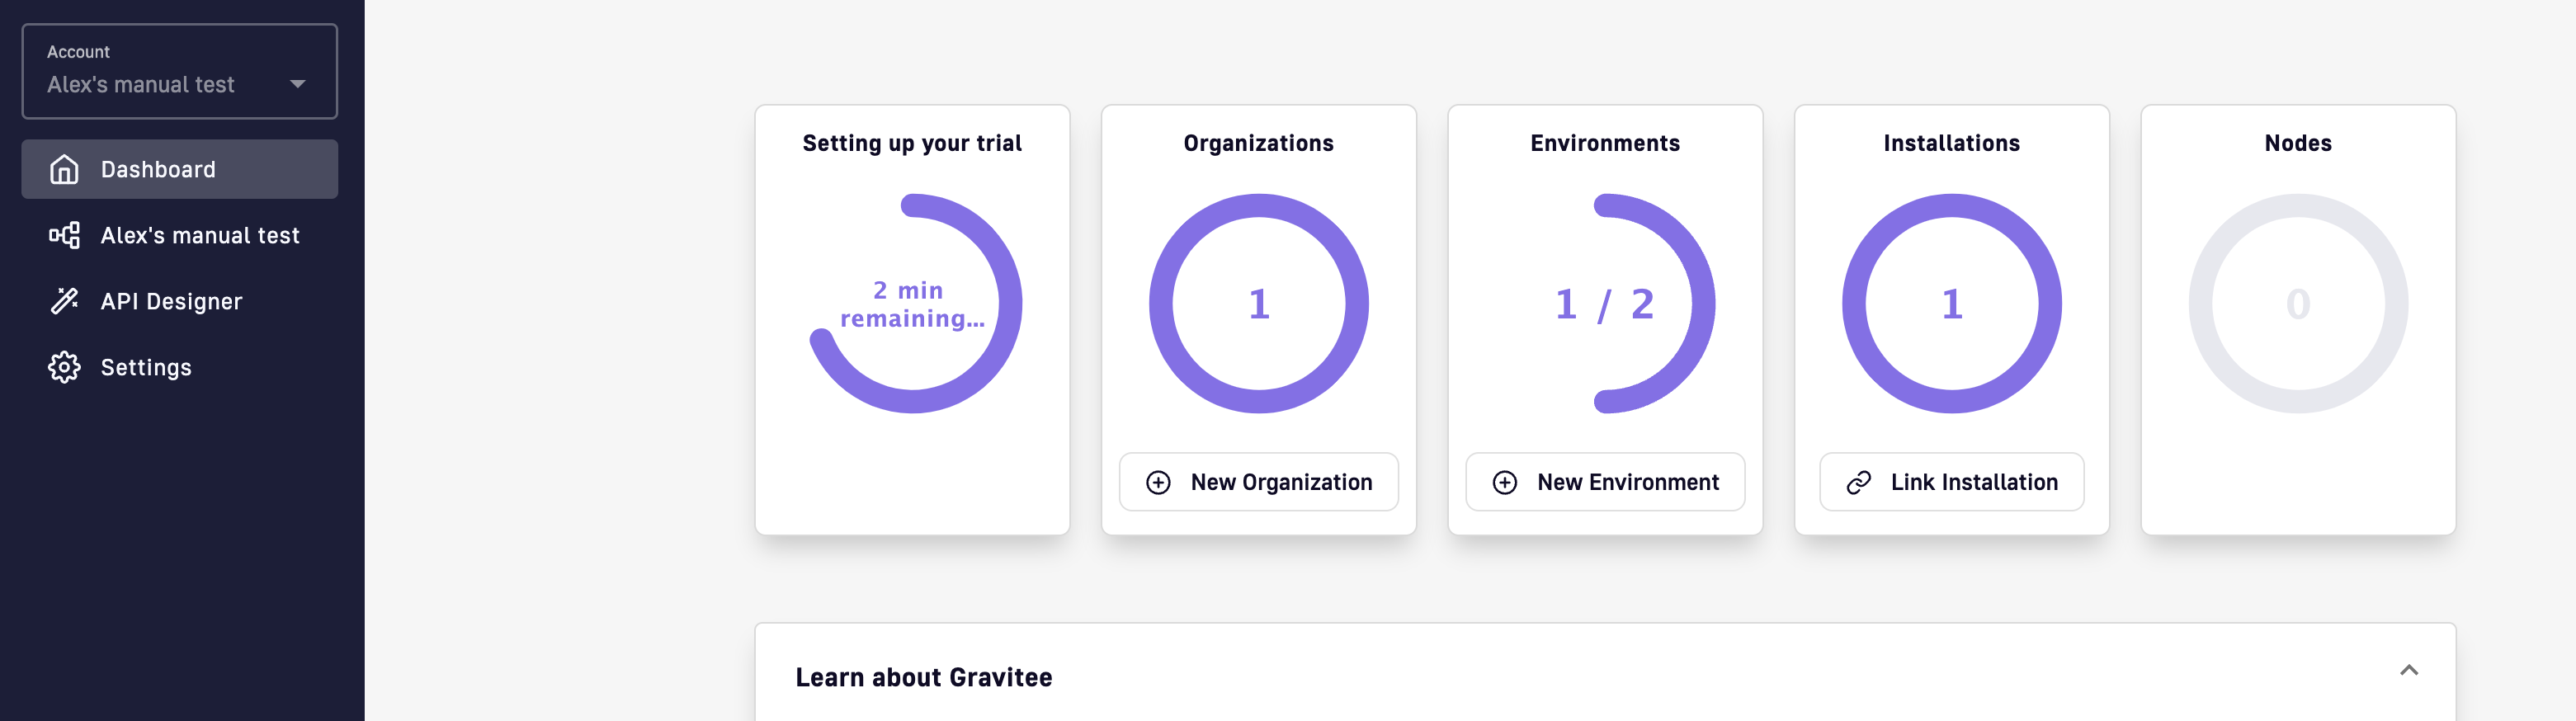 Account
Alex's manual test
Dashboard
Alex's manual test
API Designer
Settings
Setting up your trial
2 min
remaining...
Organizations
1
New Organization
Environments
1 / 2
New Environment
Installations
1
Link Installation
Nodes
0
Learn about Gravitee